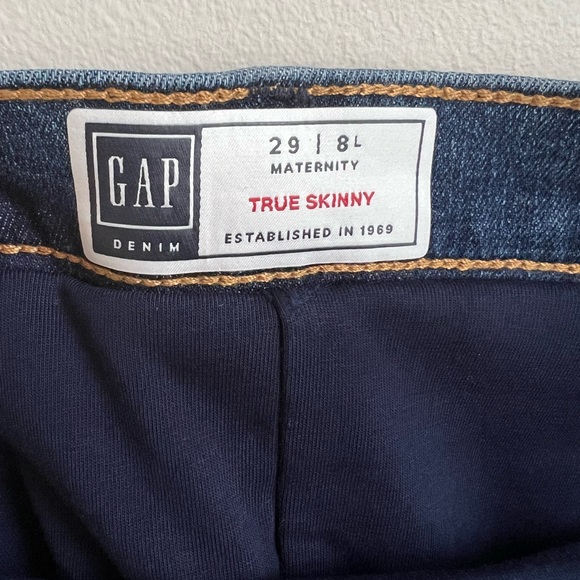 GAP
DENIM
29 | 8L
MATERNITY
TRUE SKINNY
ESTABLISHED IN 1969